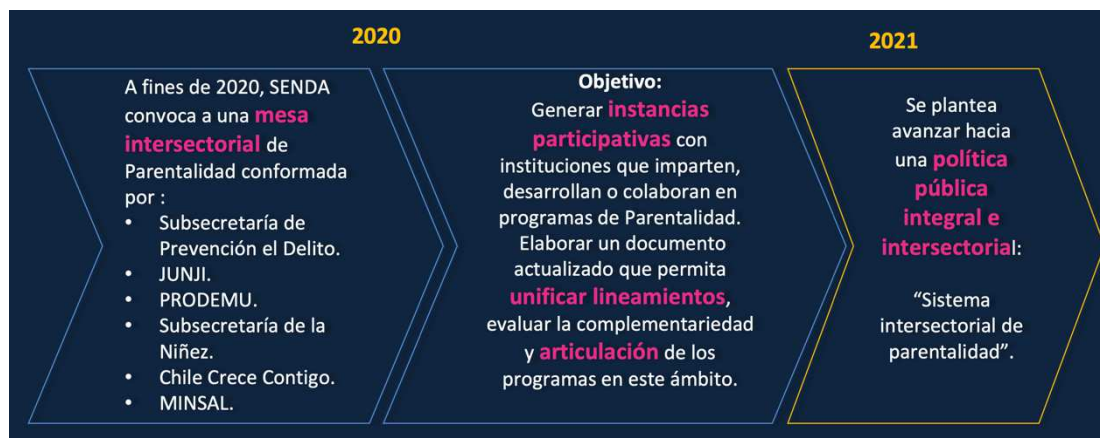 2020
2021
A fines de 2020, SENDA
convoca a una mesa
intersectorial de
Parentalidad conformada
por :
• Subsecretaría de
Prevención el Delito.
• JUNJI.
• PRODEMU.
• Subsecretaría de la
Niñez.
• Chile Crece Contigo.
• MINSAL.
Objetivo:
Generar instancias
participativas con
instituciones que imparten,
desarrollan o colaboran en
programas de Parentalidad.
Elaborar un documento
actualizado que permita
unificar lineamientos,
evaluar la complementariedad
y articulación de los
programas en este ámbito.
Se plantea
avanzar hacia
una política
pública
integral e
intersectorial:
“Sistema
intersectorial de
parentalidad”.